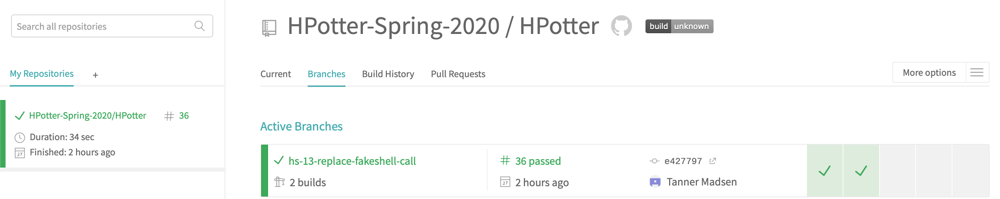 Search all repositories
HPotter-Spring-2020 / HPotter
build unknown
My Repositories +
Current Branches Build History Pull Requests
More options
HPotter-Spring-2020/HPotter # 36
Duration: 34 sec
27 Finished: 2 hours ago
Active Branches
hs-13-replace-fakeshell-call
2 builds
# 36 passed
27 2 hours ago
e427797
Tanner Madsen